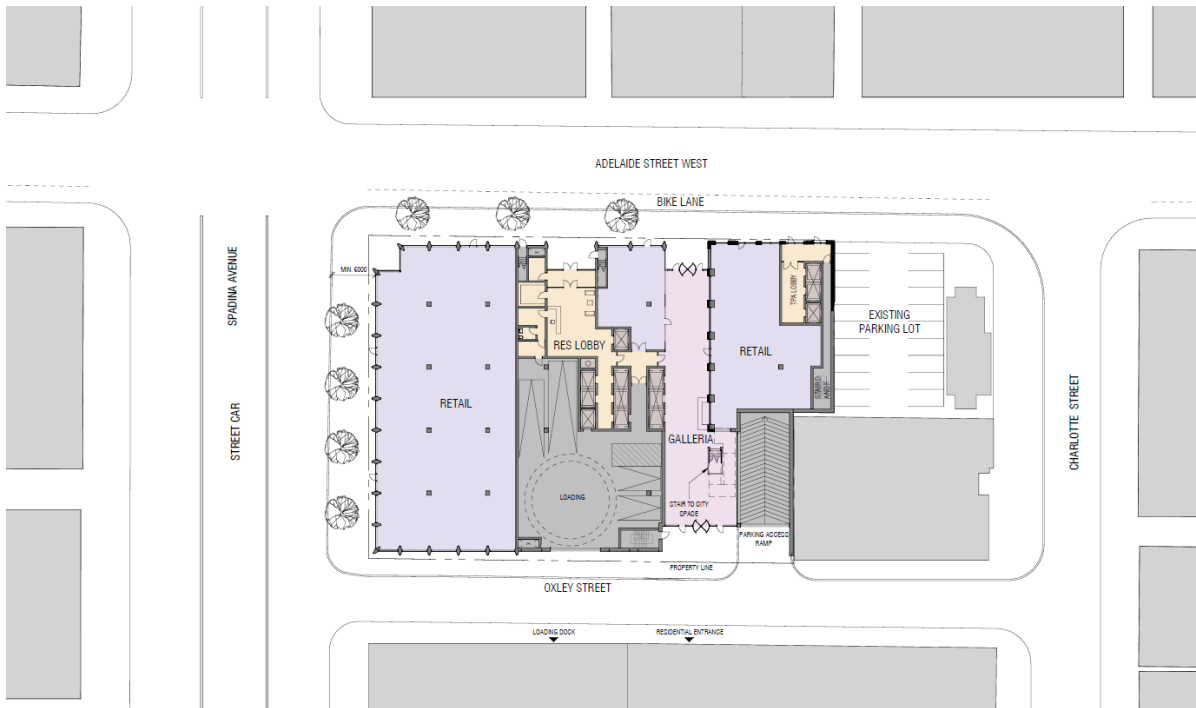 ADELAIDE STREET WEST
BIKE LANE
SPADINA AVENUE
MIN. 6000
TPA LOBBY
EXISTING
PARKING LOT
RES LOBBY
RETAIL
RETAIL
STREET CAR
CHARLOTTE STREET
GALLERIA
LOADING
STAIR TO CITY
SPACE
PARKING ACCESS
RAMP
PROPERTY LINE
OXLEY STREET
LOADING DOCK
RESIDENTIAL ENTRANCE